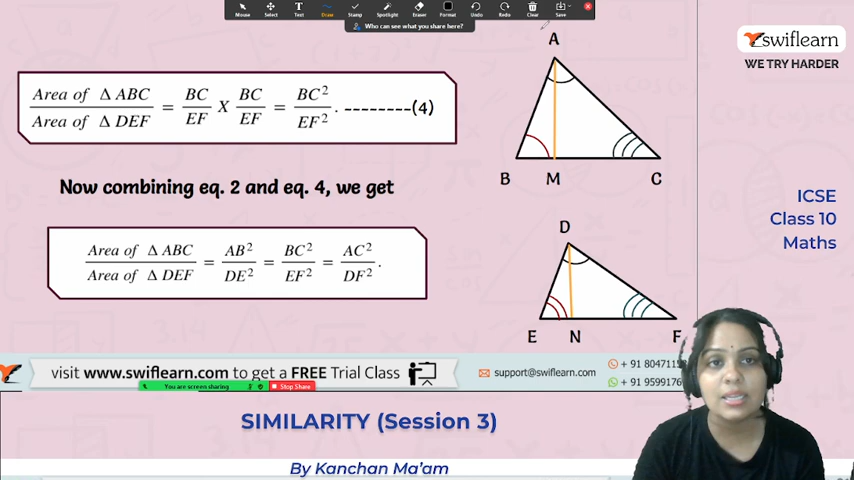 Mouse Select Text Draw Stamp Spotlight Eraser Format Undo Redo Clear Save
Who can see what you share here?
swiflearn
WE TRY HARDER
Area of Δ ABC / Area of Δ DEF = BC / EF X BC / EF = BC² / EF² . --------(4)
Now combining eq. 2 and eq. 4, we get
Area of Δ ABC / Area of Δ DEF = AB² / DE² = BC² / EF² = AC² / DF² .
A
B M C
D
E N F
ICSE
Class 10
Maths
visit www.swiflearn.com to get a FREE Trial Class
support@swiflearn.com
+ 91 8047115
+ 91 9599176
You are screen sharing Stop Share
SIMILARITY (Session 3)
By Kanchan Ma'am